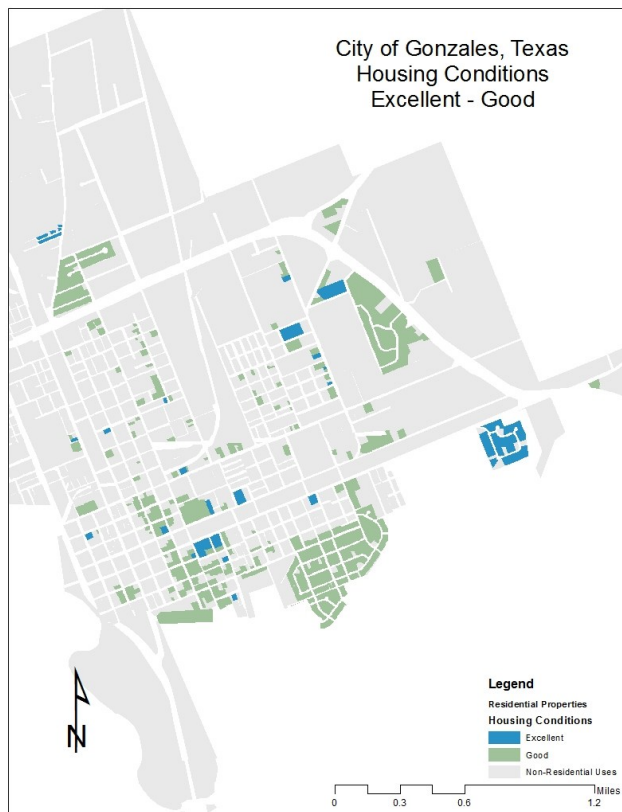 City of Gonzales, Texas
Housing Conditions
Excellent - Good
N
Legend
Residential Properties
Housing Conditions
Excellent
Good
Non-Residential Uses
Miles
0 0.3 0.6 1.2